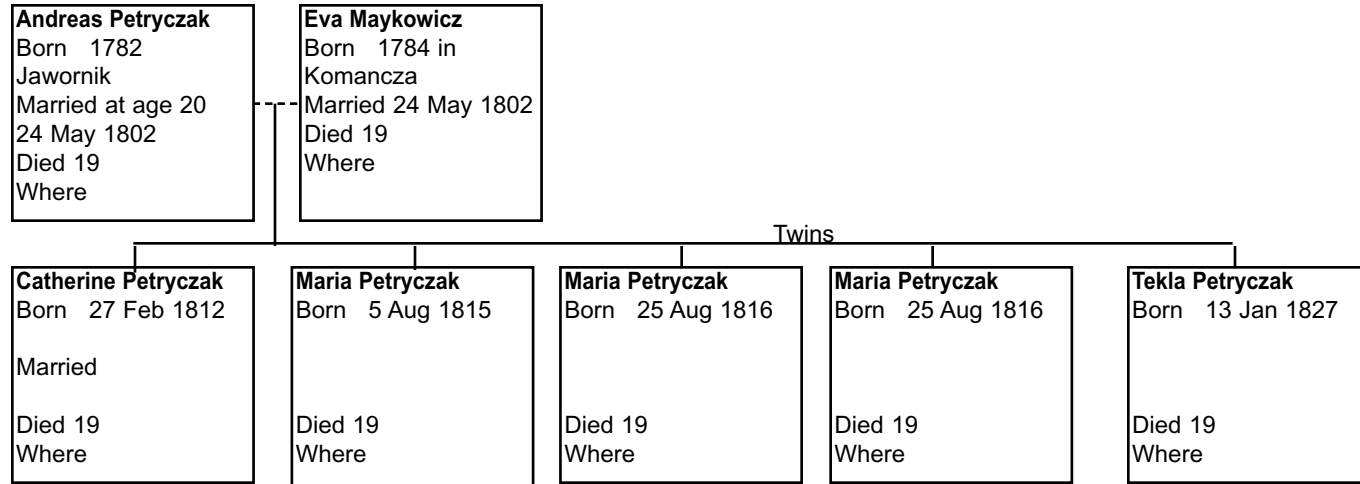 Andreas Petryczak
Born 1782
Jawornik
Married at age 20
24 May 1802
Died 19
Where
Eva Maykowicz
Born 1784 in
Komancza
Married 24 May 1802
Died 19
Where
Twins
Catherine Petryczak
Born 27 Feb 1812
Married
Died 19
Where
Maria Petryczak
Born 5 Aug 1815
Died 19
Where
Maria Petryczak
Born 25 Aug 1816
Died 19
Where
Maria Petryczak
Born 25 Aug 1816
Died 19
Where
Tekla Petryczak
Born 13 Jan 1827
Died 19
Where